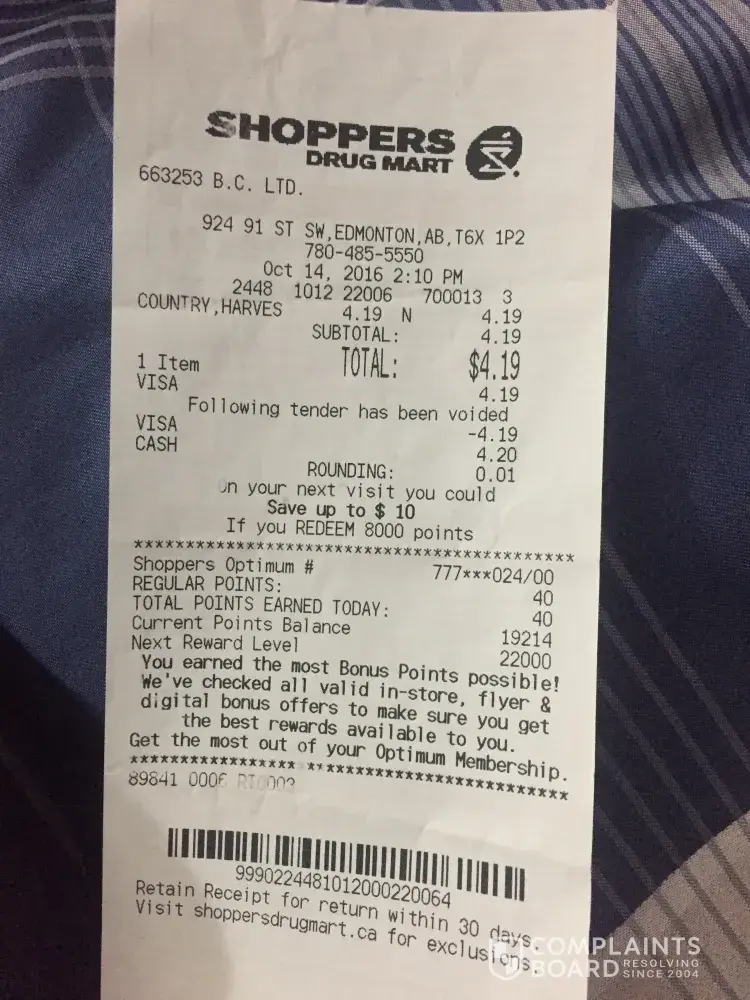 SHOPPERS
DRUG MART
663253 B.C. LTD.
924 91 ST SW,EDMONTON,AB,T6X 1P2
780-485-5550
Oct 14, 2016 2:10 PM
2448 1012 22006 700013 3
COUNTRY,HARVES 4.19 N 4.19
SUBTOTAL: 4.19
TOTAL: $4.19
1 Item
VISA 4.19
Following tender has been voided
VISA -4.19
CASH 4.20
ROUNDING: 0.01
On your next visit you could
Save up to $ 10
If you REDEEM 8000 points
******************************************
Shoppers Optimum # 777***024/00
REGULAR POINTS: 40
TOTAL POINTS EARNED TODAY: 40
Current Points Balance 19214
Next Reward Level 22000
You earned the most Bonus Points possible!
We've checked all valid in-store, flyer &
digital bonus offers to make sure you get
the best rewards available to you.
Get the most out of your Optimum Membership.
******************************************
89841 0006
99902244810120002 20064
Retain Receipt for return within 30 days.
Visit shoppersdrugmart.ca for exclusions.
COMPLAINTS
BOARD RESOLVING
SINCE 2004